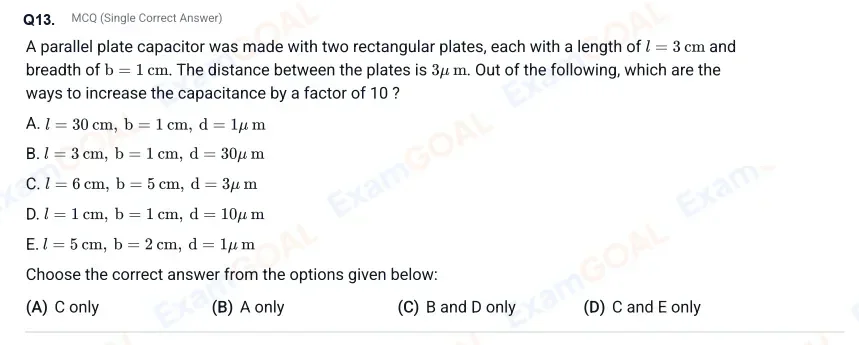 Q13. MCQ (Single Correct Answer)
A parallel plate capacitor was made with two rectangular plates, each with a length of l = 3 cm and
breadth of b = 1 cm. The distance between the plates is 3μ m. Out of the following, which are the
ways to increase the capacitance by a factor of 10 ?
A. l = 30 cm, b = 1 cm, d = 1μ m
B. l = 3 cm, b = 1 cm, d = 30μ m
C. l = 6 cm, b = 5 cm, d = 3μ m
D. l = 1 cm, b = 1 cm, d = 10μ m
E. l = 5 cm, b = 2 cm, d = 1μ m
Choose the correct answer from the options given below:
(A) C only (B) A only (C) B and D only (D) C and E only
ExamGOAL